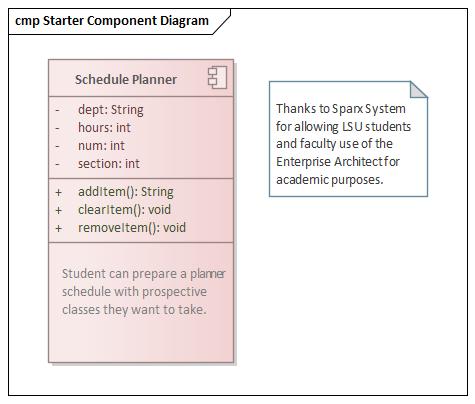 cmp Starter Component Diagram
Schedule Planner
- dept: String
- hours: int
- num: int
- section: int
+ addItem(): String
+ clearItem(): void
+ removeItem(): void
Student can prepare a planner
schedule with prospective
classes they want to take.
Thanks to Sparx System
for allowing LSU students
and faculty use of the
Enterprise Architect for
academic purposes.